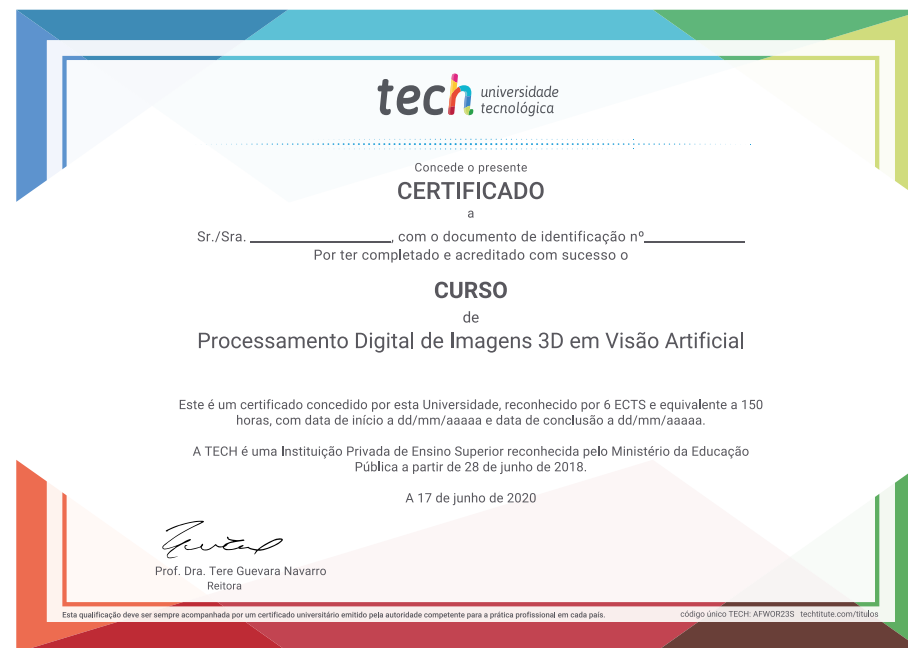 tech universidade
tecnológica
Concede o presente
CERTIFICADO
a
Sr./Sra. ____________________, com o documento de identificação nº______________
Por ter completado e acreditado com sucesso o
CURSO
de
Processamento Digital de Imagens 3D em Visão Artificial
Este é um certificado concedido por esta Universidade, reconhecido por 6 ECTS e equivalente a 150
horas, com data de início a dd/mm/aaaaa e data de conclusão a dd/mm/aaaaa.
A TECH é uma Instituição Privada de Ensino Superior reconhecida pelo Ministério da Educação
Pública a partir de 28 de junho de 2018.
A 17 de junho de 2020
Prof. Dra. Tere Guevara Navarro
Reitora
Esta qualificação deve ser sempre acompanhada por um certificado universitário emitido pela autoridade competente para a prática profissional em cada país.
código único TECH: AFWOR23S techtitute.com/titulos